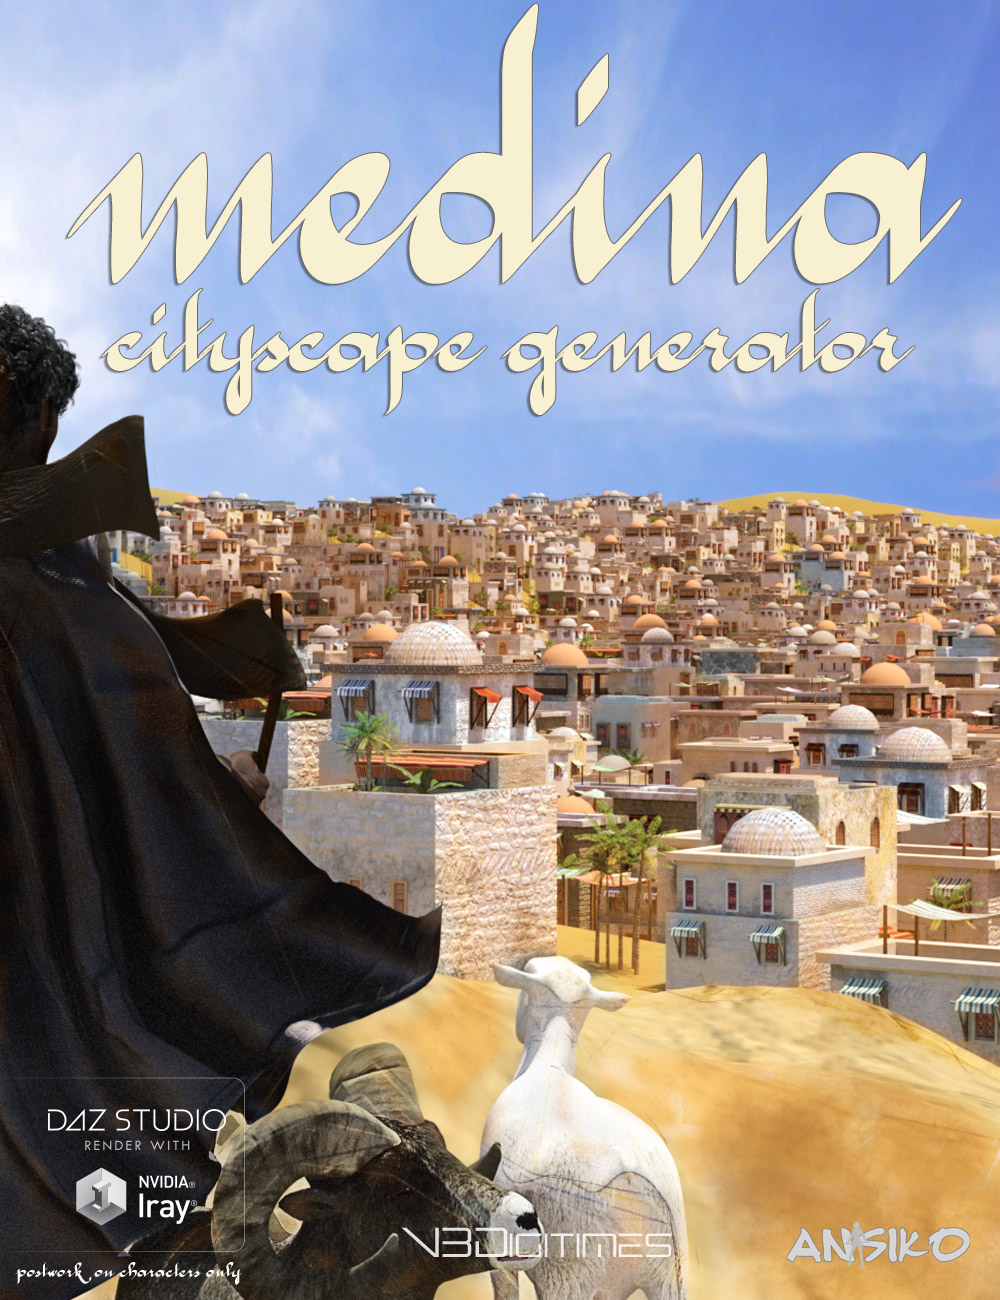 medina
cityscape generator
DAZ STUDIO
RENDER WITH
NVIDIA®
Iray®
V3DIGITIMES
ANSIKO
postwork on characters only